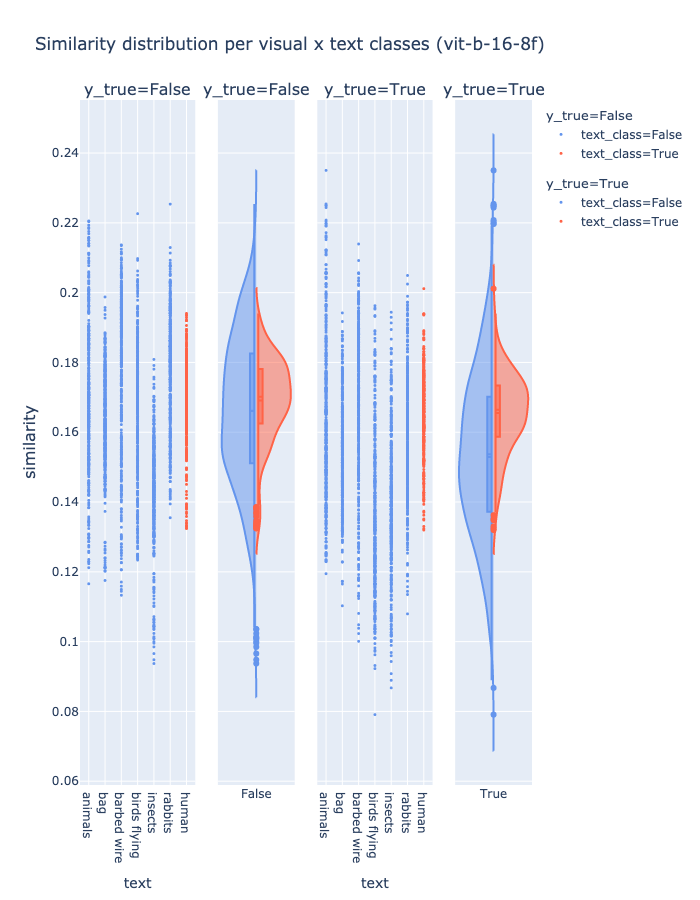 Similarity distribution per visual x text classes (vit-b-16-8f)
y_true=False
y_true=False
y_true=True
y_true=True
y_true=False
text_class=False
text_class=True
y_true=True
text_class=False
text_class=True
similarity
0.24
0.22
0.2
0.18
0.16
0.14
0.12
0.1
0.08
0.06
animals
bag
barbed wire
birds flying
insects
rabbits
human
False
animals
bag
barbed wire
birds flying
insects
rabbits
human
True
text
text